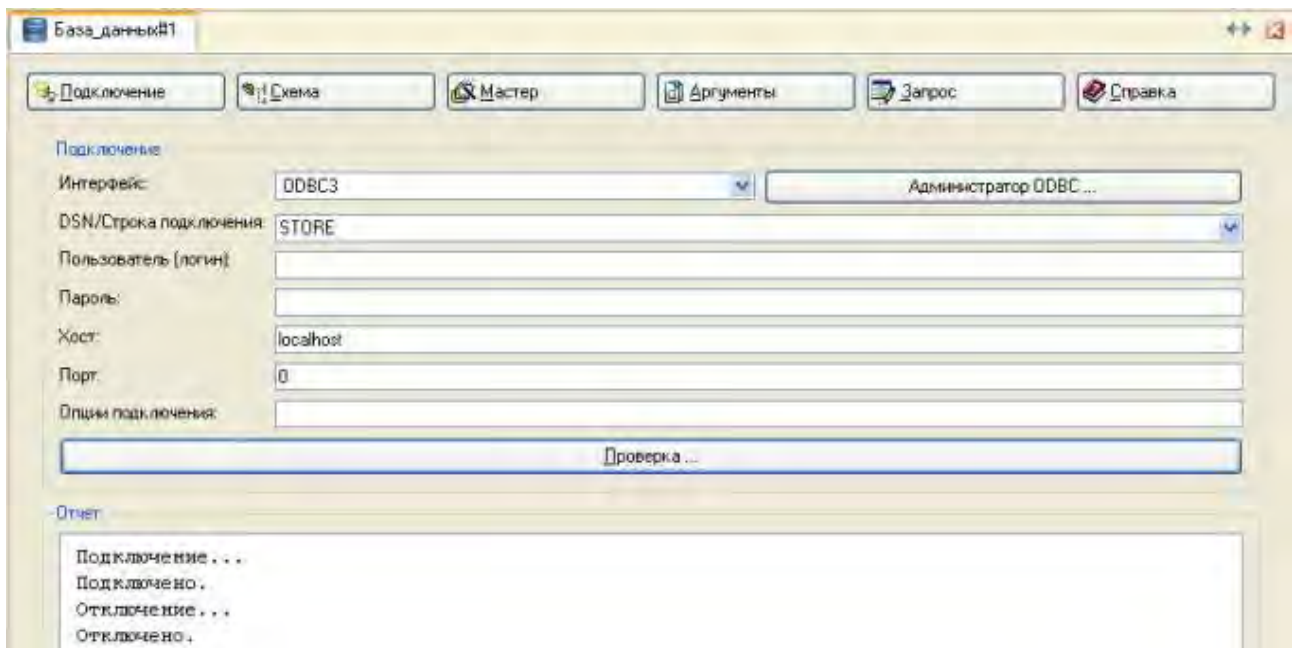 База_данных#1
Подключение Схема Мастер Аргументы Запрос Справка
Подключение
Интерфейс: ODBC3 Администратор ODBC ...
DSN/Строка подключения: STORE
Пользователь (логин):
Пароль:
Хост: localhost
Порт: 0
Опции подключения:
Проверка ...
Отчет
Подключение...
Подключено.
Отключение...
Отключено.